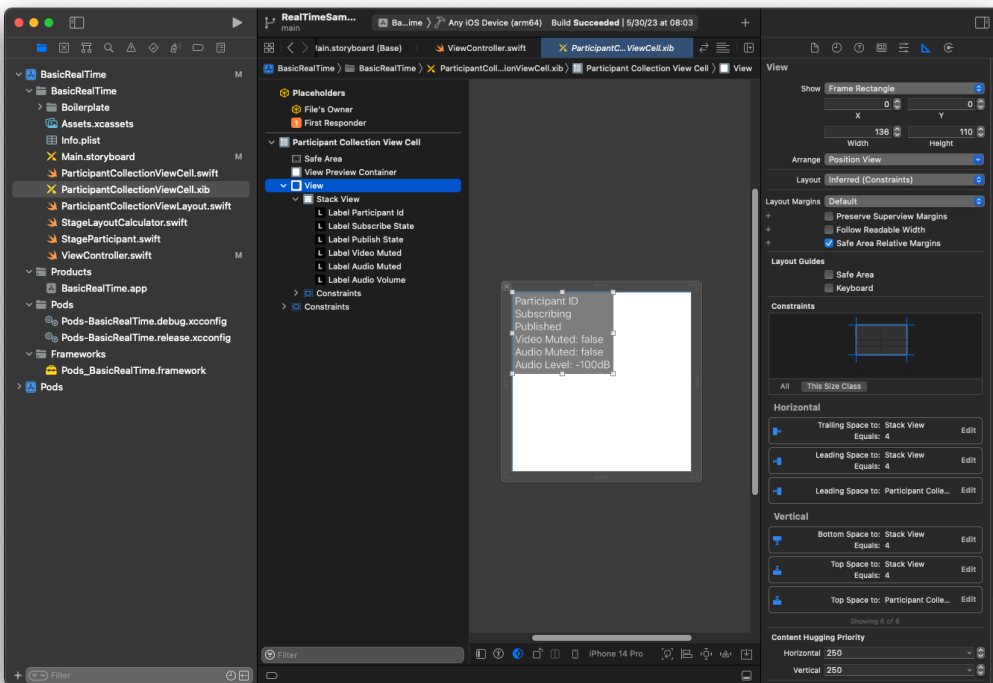 RealTimeSam...
main
Ba...ime
Any iOS Device (arm64)
Build Succeeded | 5/30/23 at 08:03
BasicRealTime
M
BasicRealTime
Boilerplate
Assets.xcassets
Info.plist
Main.storyboard
M
ParticipantCollectionViewCell.swift
ParticipantCollectionViewCell.xib
ParticipantCollectionViewLayout.swift
StageLayoutCalculator.swift
StageParticipant.swift
ViewController.swift
M
Products
BasicRealTime.app
Pods
Pods-BasicRealTime.debug.xcconfig
Pods-BasicRealTime.release.xcconfig
Frameworks
Pods_BasicRealTime.framework
Pods
Filter
Main.storyboard (Base)
ViewController.swift
ParticipantC...ViewCell.xib
BasicRealTime
BasicRealTime
ParticipantColl...ionViewCell.xib
Participant Collection View Cell
View
Placeholders
File's Owner
First Responder
Participant Collection View Cell
Safe Area
View Preview Container
View
Stack View
L Label Participant Id
L Label Subscribe State
L Label Publish State
L Label Video Muted
L Label Audio Muted
L Label Audio Volume
Constraints
Constraints
Filter
Participant ID
Subscribing
Published
Video Muted: false
Audio Muted: false
Audio Level: -100dB
iPhone 14 Pro
View
Show Frame Rectangle
0 0
X Y
136 110
Width Height
Arrange Position View
Layout Inferred (Constraints)
Layout Margins Default
Preserve Superview Margins
Follow Readable Width
Safe Area Relative Margins
Layout Guides
Safe Area
Keyboard
Constraints
All This Size Class
Horizontal
Trailing Space to: Stack View
Equals: 4
Edit
Leading Space to: Stack View
Equals: 4
Edit
Leading Space to: Participant Colle...
Edit
Vertical
Bottom Space to: Stack View
Equals: 4
Edit
Top Space to: Stack View
Equals: 4
Edit
Top Space to: Participant Colle...
Edit
Showing 6 of 6
Content Hugging Priority
Horizontal 250
Vertical 250